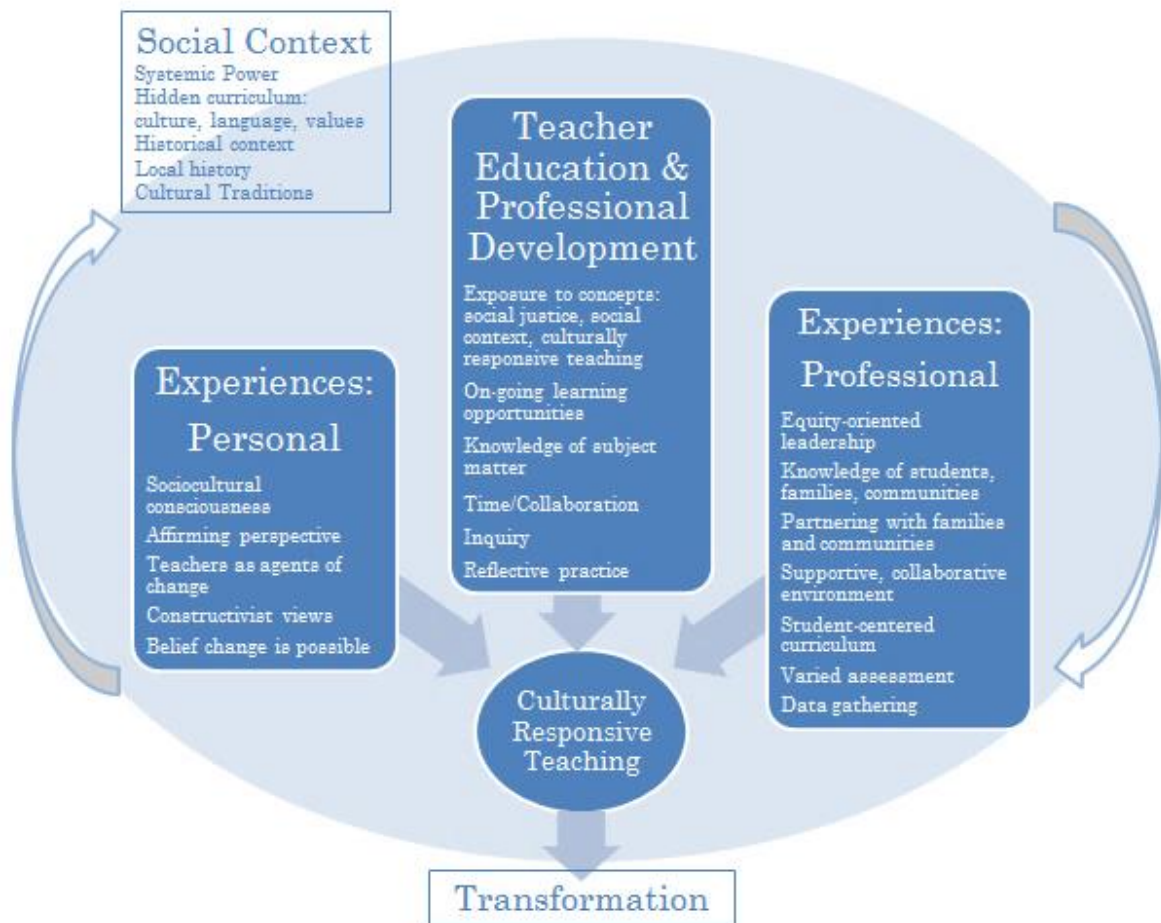 Social Context
Systemic Power
Hidden curriculum:
culture, language, values
Historical context
Local history
Cultural Traditions
Teacher
Education &
Professional
Development
Exposure to concepts:
social justice, social
context, culturally
responsive teaching
On-going learning
opportunities
Knowledge of subject
matter
Time/Collaboration
Inquiry
Reflective practice
Experiences:
Personal
Sociocultural
consciousness
Affirming perspective
Teachers as agents of
change
Constructivist views
Belief change is possible
Experiences:
Professional
Equity-oriented
leadership
Knowledge of students,
families, communities
Partnering with families
and communities
Supportive, collaborative
environment
Student-centered
curriculum
Varied assessment
Data gathering
Culturally
Responsive
Teaching
Transformation